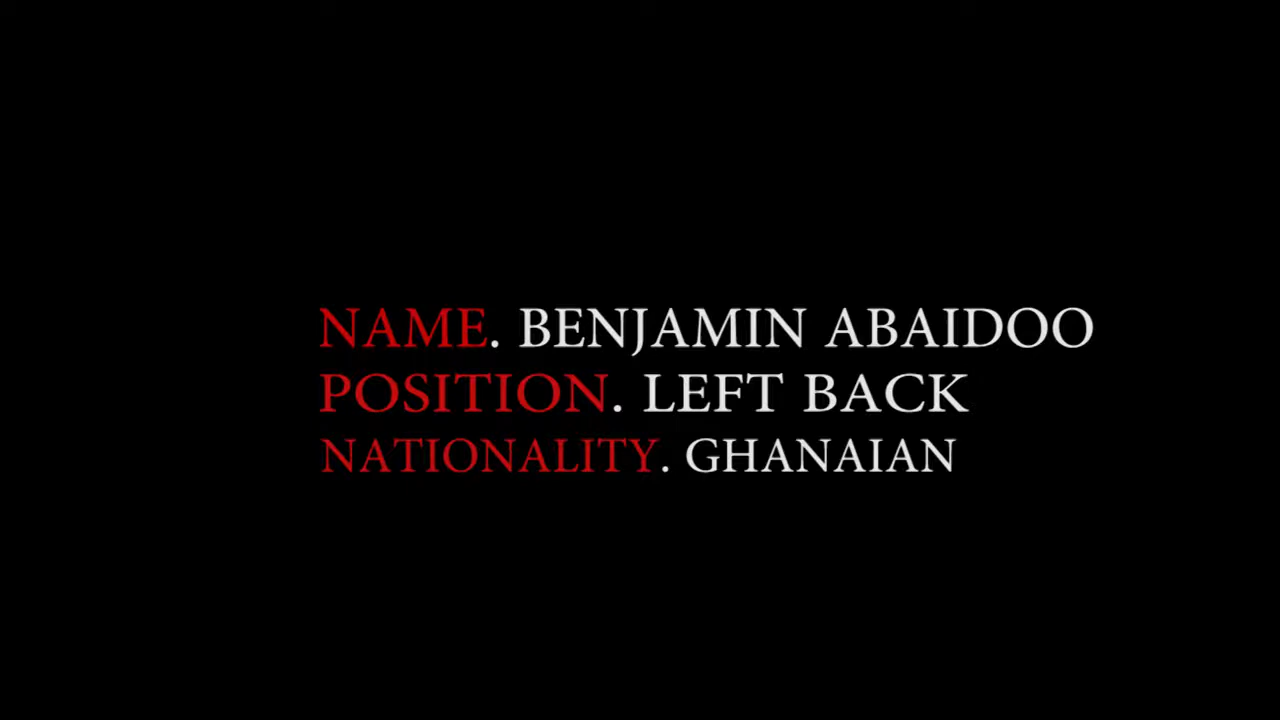 NAME. BENJAMIN ABAIDOO
POSITION. LEFT BACK
NATIONALITY. GHANAIAN